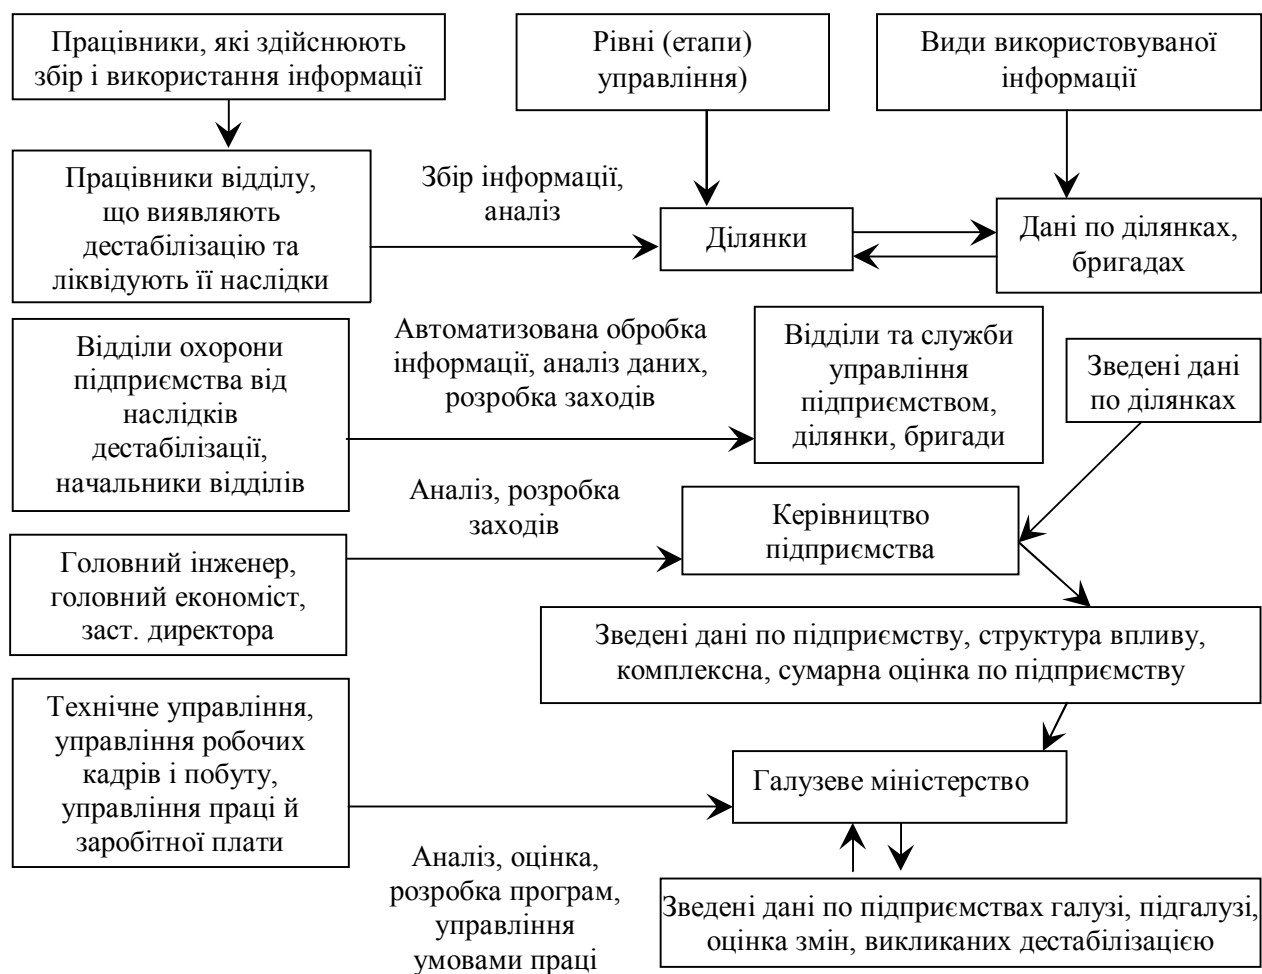 Працівники, які здійснюють
збір і використання інформації
Рівні (етапи)
управління)
Види використовуваної
інформації
Працівники відділу,
що виявляють
дестабілізацію та
ліквідують її наслідки
Збір інформації,
аналіз
Ділянки
Дані по ділянках,
бригадах
Відділи охорони
підприємства від
наслідків
дестабілізації,
начальники відділів
Автоматизована обробка
інформації, аналіз даних,
розробка заходів
Відділи та служби
управління
підприємством,
ділянки, бригади
Зведені дані
по ділянках
Аналіз, розробка
заходів
Керівництво
підприємства
Головний інженер,
головний економіст,
заст. директора
Зведені дані по підприємству, структура впливу,
комплексна, сумарна оцінка по підприємству
Технічне управління,
управління робочих
кадрів і побуту,
управління праці й
заробітної плати
Галузеве міністерство
Аналіз, оцінка,
розробка програм,
управління
умовами праці
Зведені дані по підприємствах галузі, підгалузі,
оцінка змін, викликаних дестабілізацією